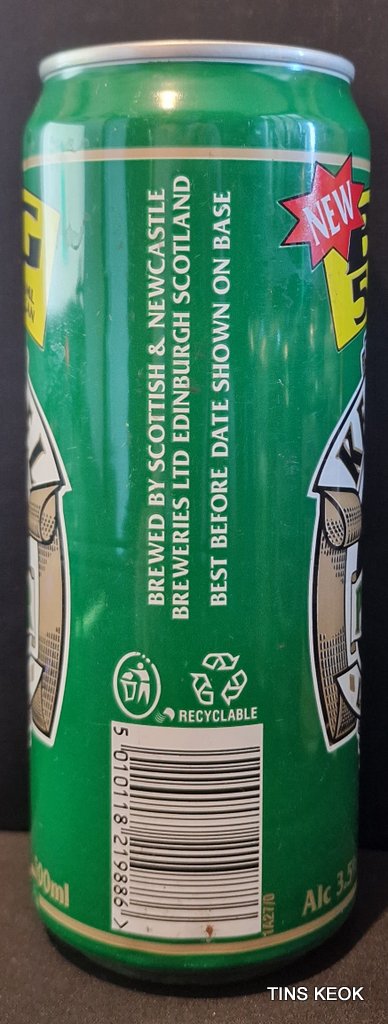 NEW
BREWED BY SCOTTISH & NEWCASTLE
BREWERIES LTD EDINBURGH SCOTLAND
BEST BEFORE DATE SHOWN ON BASE
RECYCLABLE
5 010118 219886 >
Alc 3.5
TINS KEOK